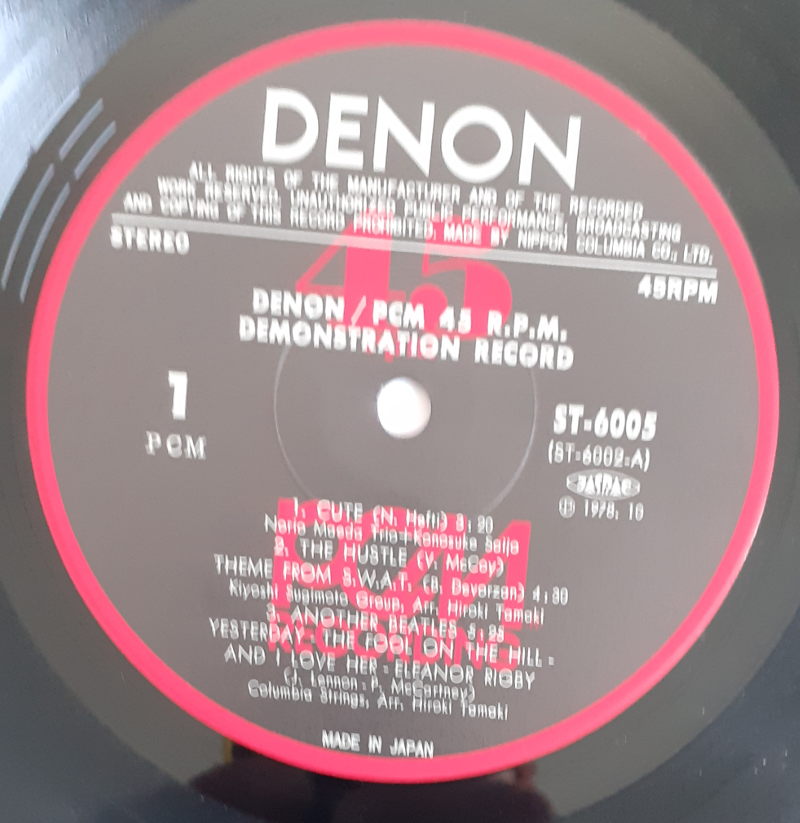 DENON
ALL RIGHTS OF THE MANUFACTURER AND OF THE RECORDED
WORK RESERVED. UNAUTHORIZED PUBLIC PERFORMANCE, BROADCASTING
AND COPYING OF THIS RECORD PROHIBITED. MADE BY NIPPON COLUMBIA CO., LTD.
STEREO
45RPM
45
DENON / PCM 45 R.P.M.
DEMONSTRATION RECORD
1
PCM
ST-6005
(ST-6002-A)
JASRAC
Ⓟ 1978. 10
PCM
RECORDING
1. CUTE (N. Hefti) 3:20
Norio Maeda Trio+Konosuke Saijo
2. THE HUSTLE (V. McCoy)
THEME FROM S.W.A.T. (B. Devorzon) 4:30
Kiyoshi Sugimoto Group, Arr. Hiroki Tamaki
3. ANOTHER BEATLES 5:25
YESTERDAY - THE FOOL ON THE HILL -
AND I LOVE HER - ELEANOR RIGBY
(J. Lennon - P. McCartney)
Columbia Strings, Arr. Hiroki Tamaki
MADE IN JAPAN